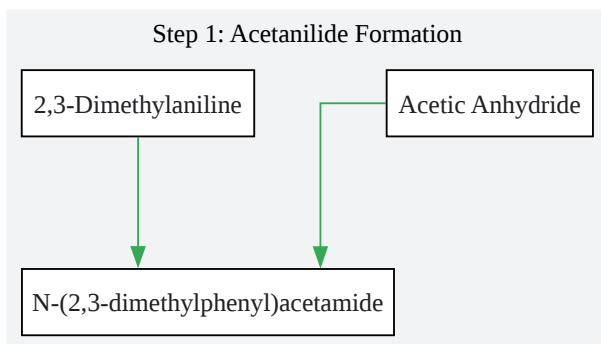 Step 1: Acetanilide Formation
2,3-Dimethylaniline
Acetic Anhydride
N-(2,3-dimethylphenyl)acetamide